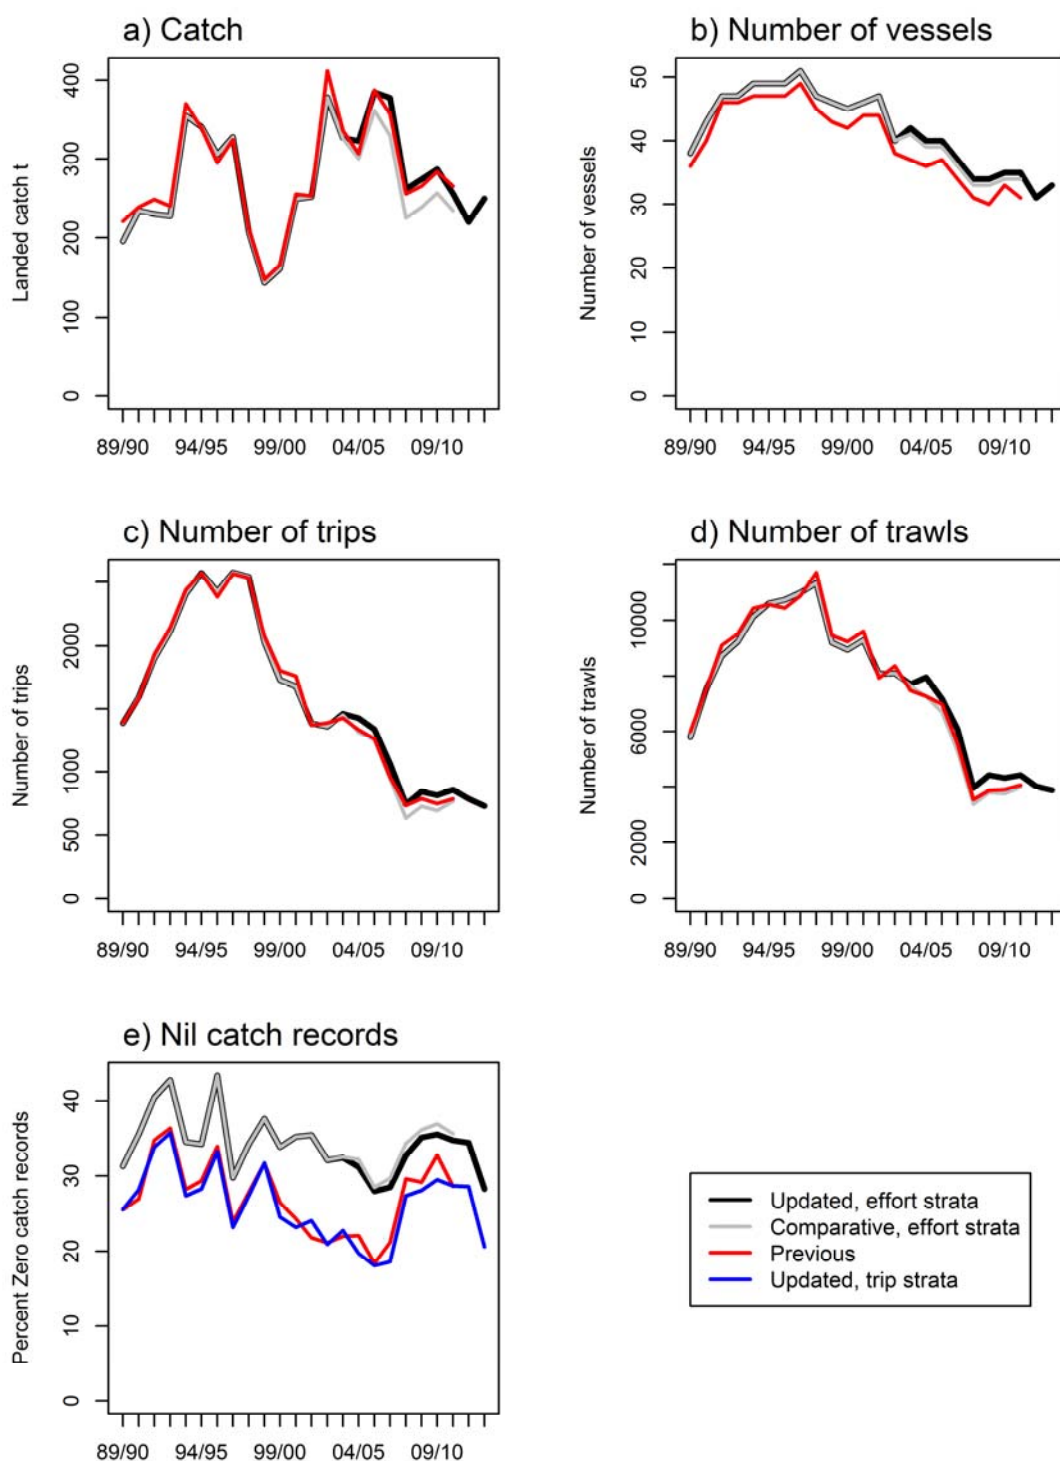 a) Catch
Landed catch t
400
300
200
100
0
89/90 94/95 99/00 04/05 09/10
b) Number of vessels
Number of vessels
50
40
30
20
10
0
89/90 94/95 99/00 04/05 09/10
c) Number of trips
Number of trips
2000
1000
500
0
89/90 94/95 99/00 04/05 09/10
d) Number of trawls
Number of trawls
10000
6000
2000
0
89/90 94/95 99/00 04/05 09/10
e) Nil catch records
Percent Zero catch records
40
30
20
10
0
89/90 94/95 99/00 04/05 09/10
Updated, effort strata
Comparative, effort strata
Previous
Updated, trip strata